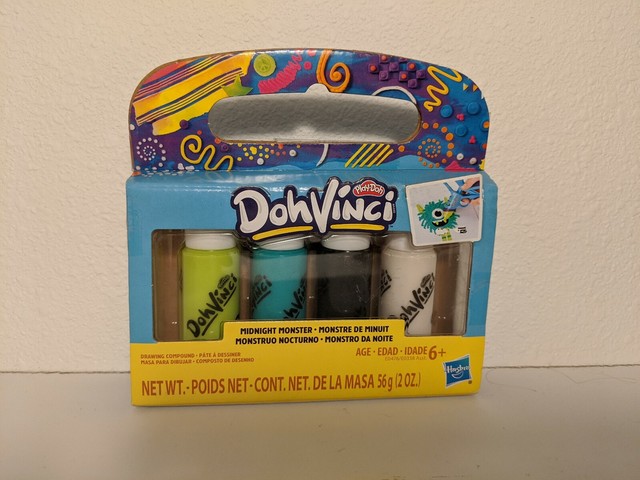 Play-Doh
DohVinci
DohVinci
DohVinci
DohVinci
MIDNIGHT MONSTER • MONSTRE DE MINUIT
MONSTRUO NOCTURNO • MONSTRO DA NOITE
AGE • EDAD • IDADE 6+
DRAWING COMPOUND • PÂTE À DESSINER
MASA PARA DIBUJAR • COMPOSTO DE DESENHO
Hasbro
NET WT.• POIDS NET • CONT. NET. DE LA MASA 56g (2 OZ.)